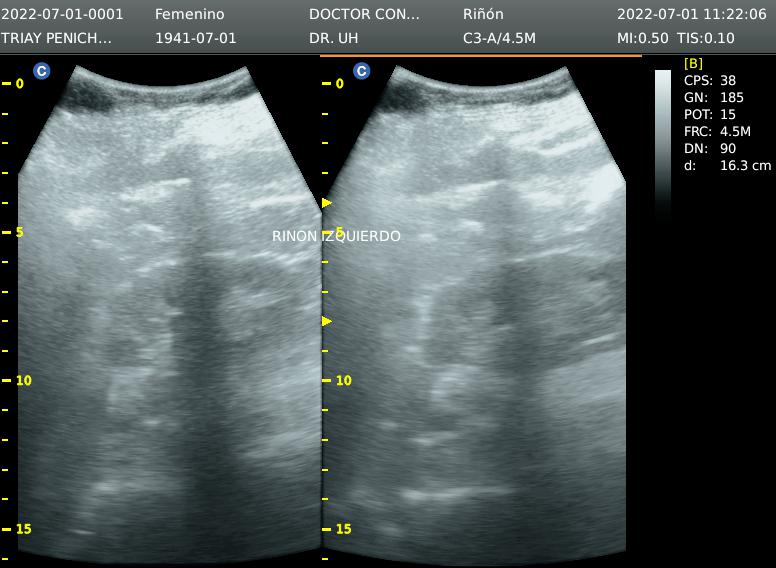 2022-07-01-0001 Femenino DOCTOR CON... Riñón 2022-07-01 11:22:06
TRIAY PENICH... 1941-07-01 DR. UH C3-A/4.5M MI:0.50 TIS:0.10
C C [B]
0 0 CPS: 38
GN: 185
POT: 15
FRC: 4.5M
DN: 90
d: 16.3 cm
5 RINON IZQUIERDO 5
10 10
15 15